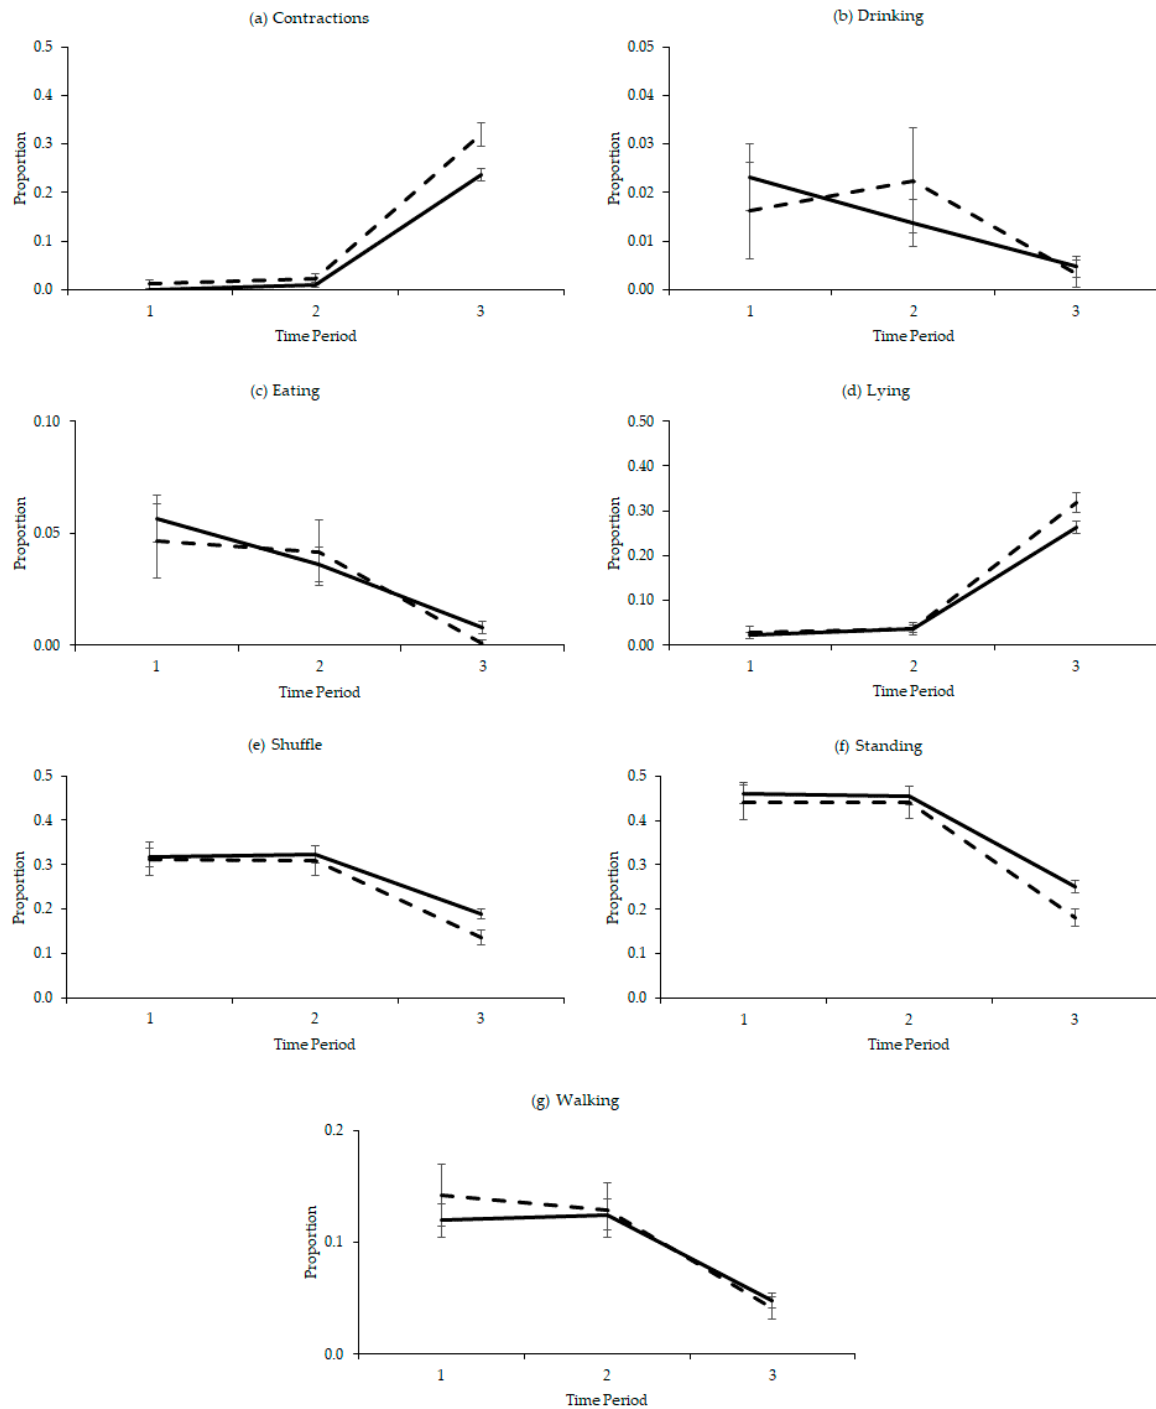 (a) Contractions
0.5
0.4
0.3
0.2
0.1
0.0
Proportion
1 2 3
Time Period
(b) Drinking
0.05
0.04
0.03
0.02
0.01
0.00
Proportion
1 2 3
Time Period
(c) Eating
0.10
0.05
0.00
Proportion
1 2 3
Time Period
(d) Lying
0.50
0.40
0.30
0.20
0.10
0.00
Proportion
1 2 3
Time Period
(e) Shuffle
0.5
0.4
0.3
0.2
0.1
0.0
Proportion
1 2 3
Time Period
(f) Standing
0.5
0.4
0.3
0.2
0.1
0.0
Proportion
1 2 3
Time Period
(g) Walking
0.2
0.1
0.0
Proportion
1 2 3
Time Period